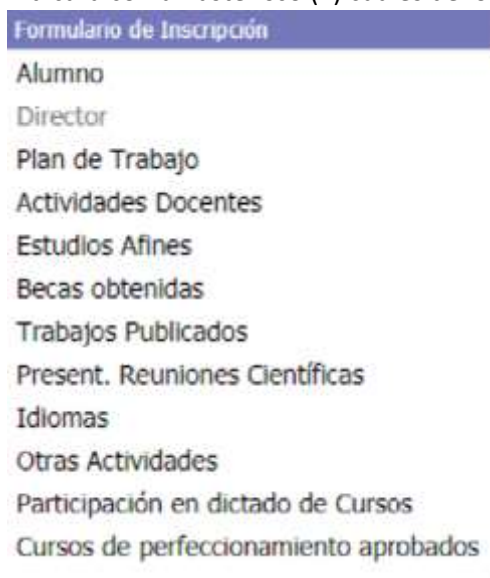 Formulario de Inscripción
Alumno
Director
Plan de Trabajo
Actividades Docentes
Estudios Afines
Becas obtenidas
Trabajos Publicados
Present. Reuniones Científicas
Idiomas
Otras Actividades
Participación en dictado de Cursos
Cursos de perfeccionamiento aprobados